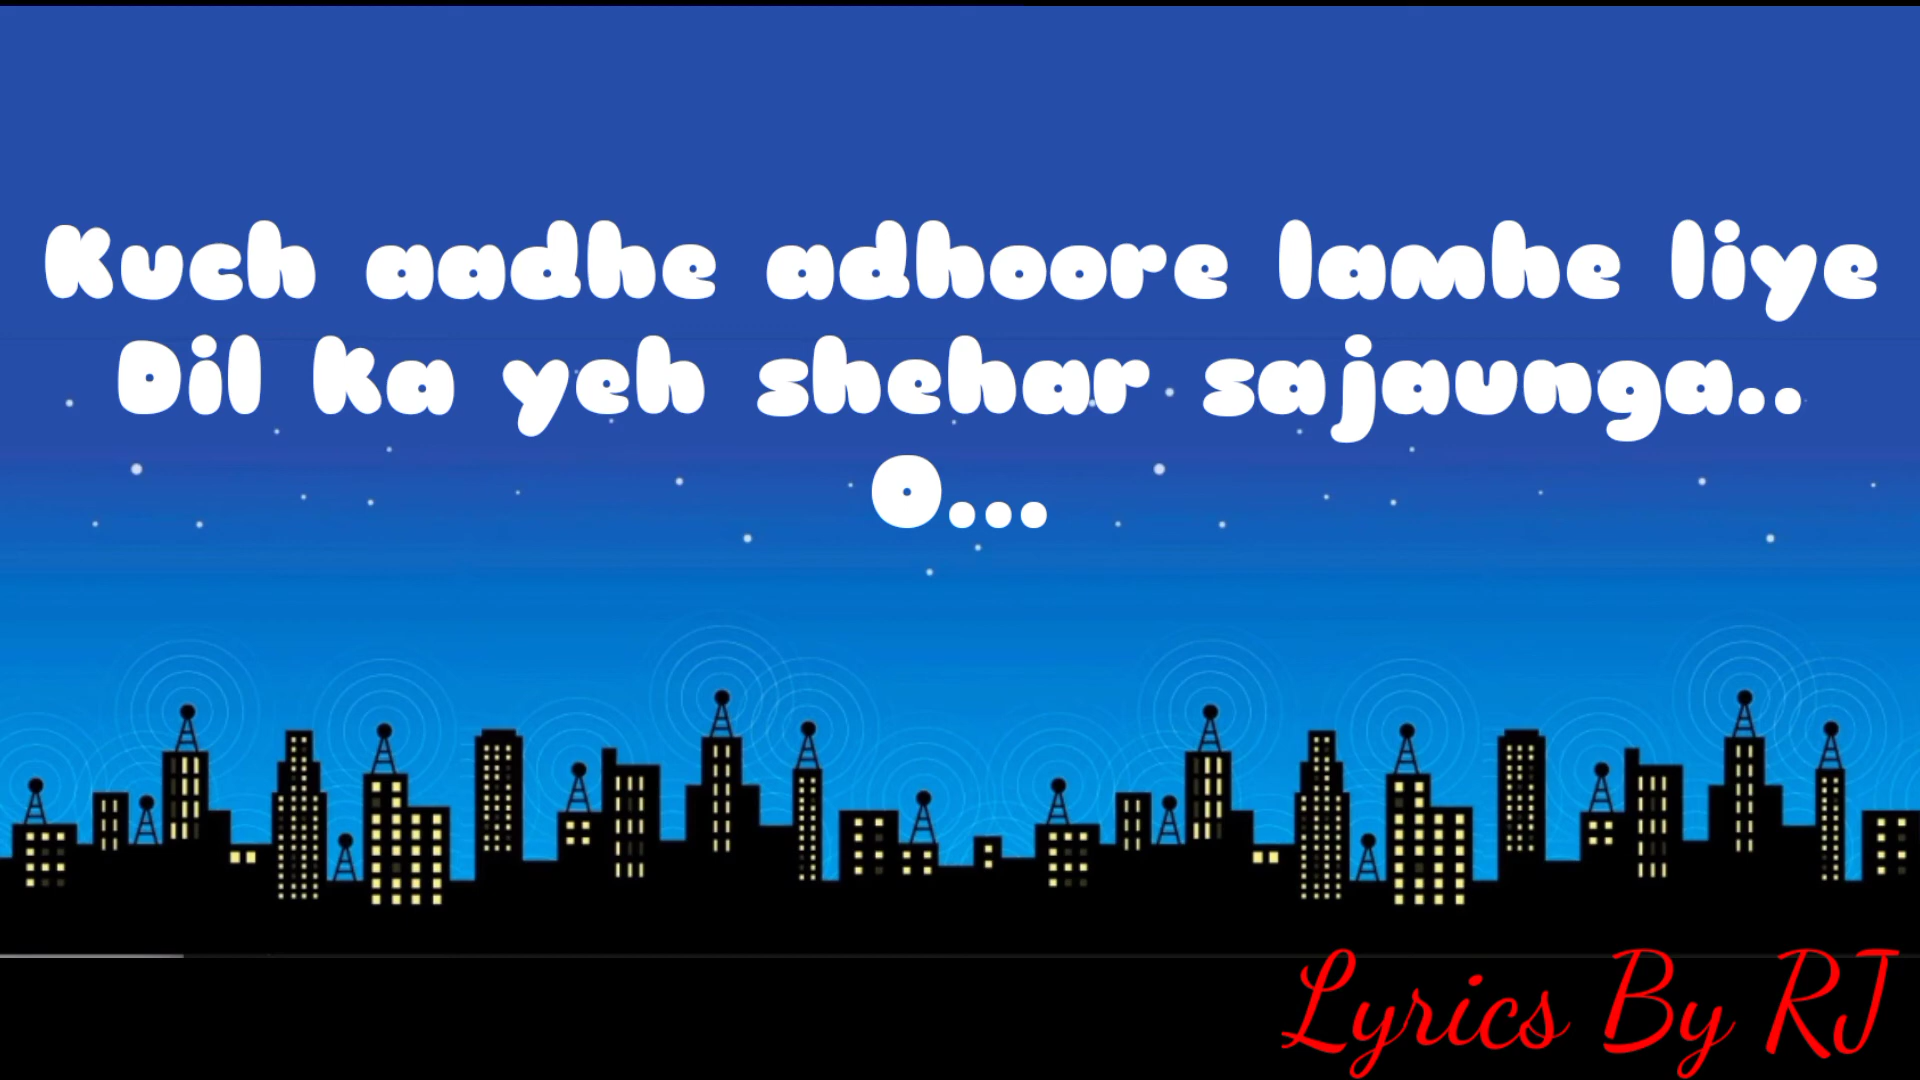 Kuch aadhe adhoore lamhe liye
Dil Ka yeh shehar sajaunga..
O...
Lyrics By RJ